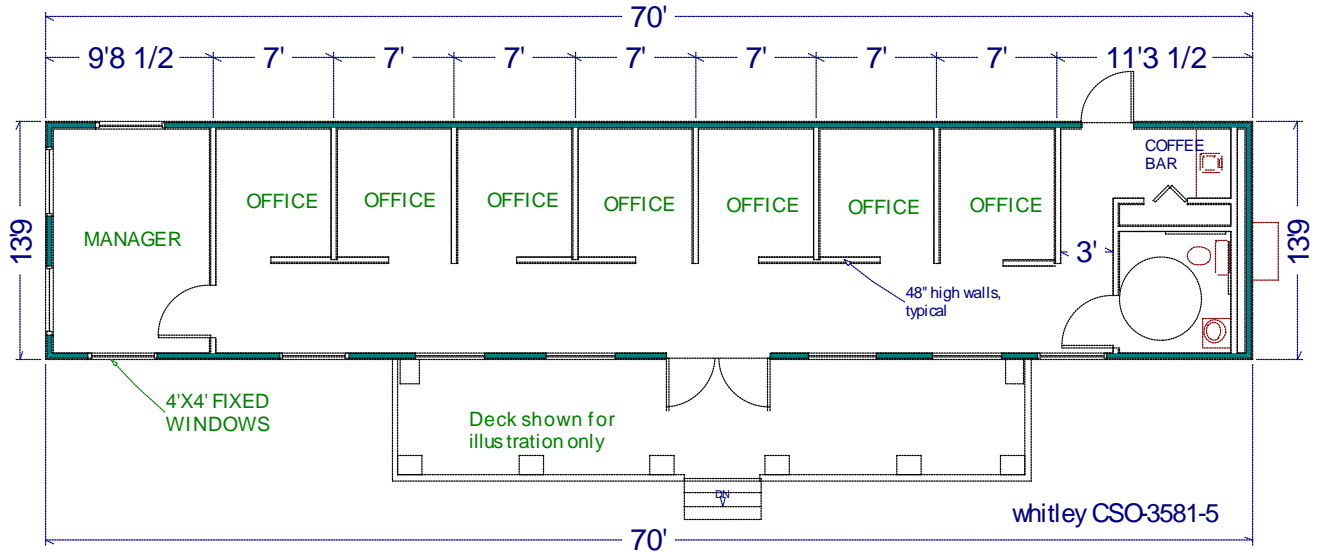 70'
9'8 1/2
7'
7'
7'
7'
7'
7'
7'
11'3 1/2
COFFEE
BAR
OFFICE
OFFICE
OFFICE
OFFICE
OFFICE
OFFICE
OFFICE
MANAGER
13'9
13'9
3'
48" high walls,
typical
4'X4' FIXED
WINDOWS
Deck shown for
illustration only
DN
whitley CSO-3581-5
70'